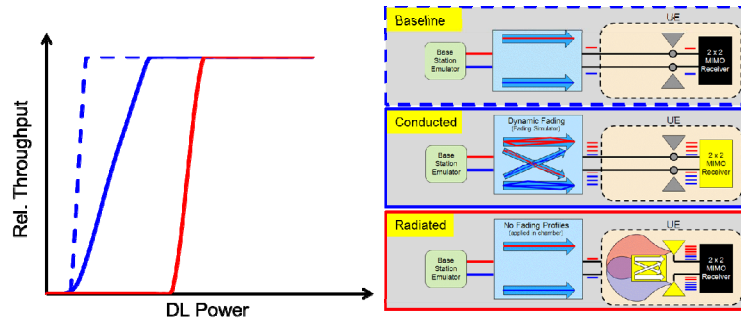 Rel. Throughput
DL Power
Baseline
UE
Base
Station
Emulator
2 x 2
MIMO
Receiver
Conducted
Dynamic Fading
(Fading Simulator)
UE
Base
Station
Emulator
2 x 2
MIMO
Receiver
Radiated
No Fading Profiles
(applied in chamber)
UE
Base
Station
Emulator
2 x 2
MIMO
Receiver